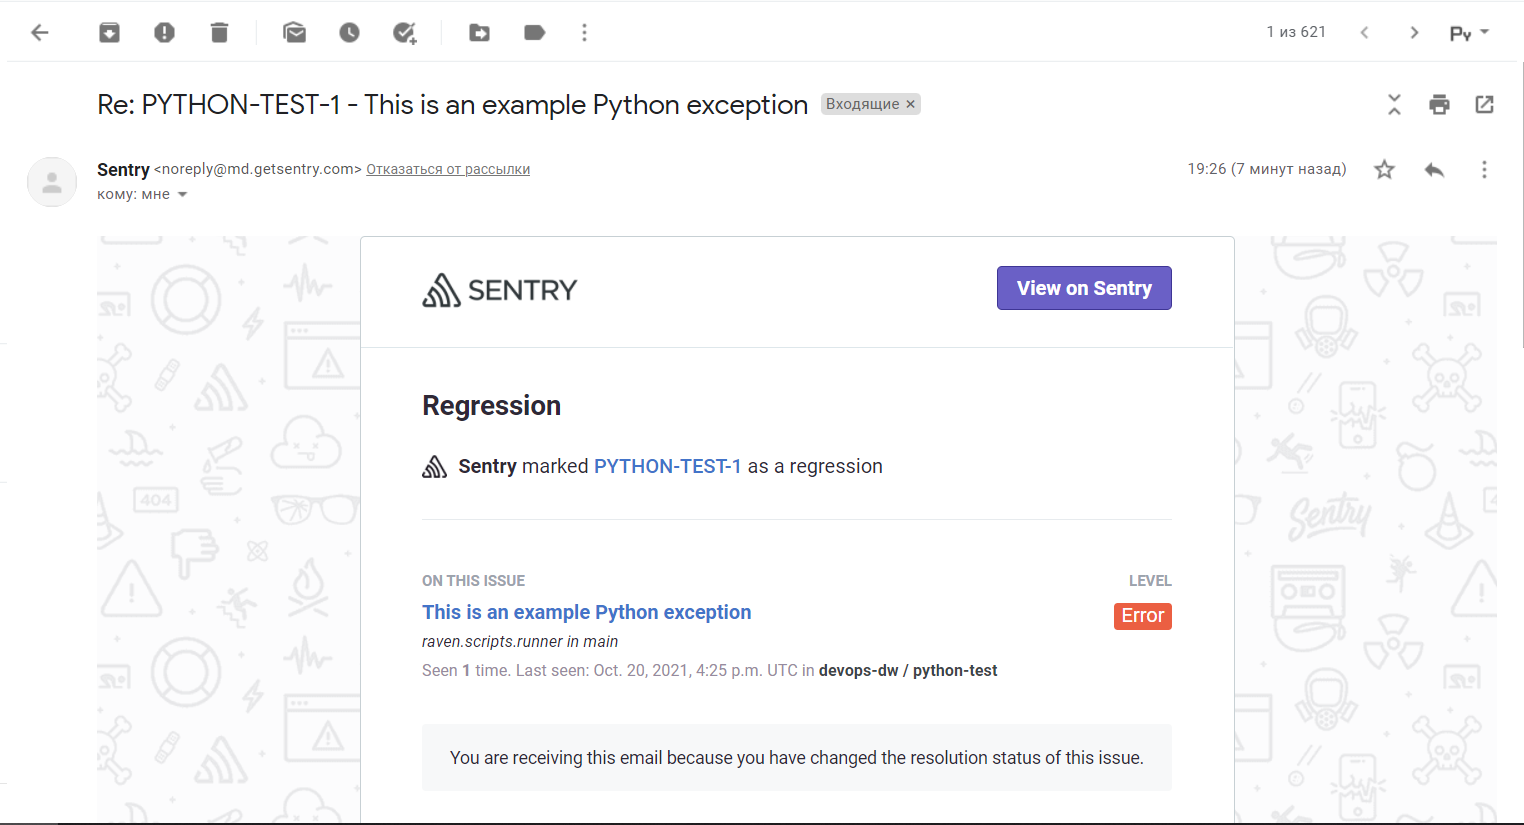 1 из 621
Ру
Re: PYTHON-TEST-1 - This is an example Python exception Входящие ×
Sentry <noreply@md.getsentry.com> Отказаться от рассылки 19:26 (7 минут назад)
кому: мне
SENTRY View on Sentry
Regression
Sentry marked PYTHON-TEST-1 as a regression
ON THIS ISSUE LEVEL
This is an example Python exception Error
raven.scripts.runner in main
Seen 1 time. Last seen: Oct. 20, 2021, 4:25 p.m. UTC in devops-dw / python-test
You are receiving this email because you have changed the resolution status of this issue.
404
Sentry